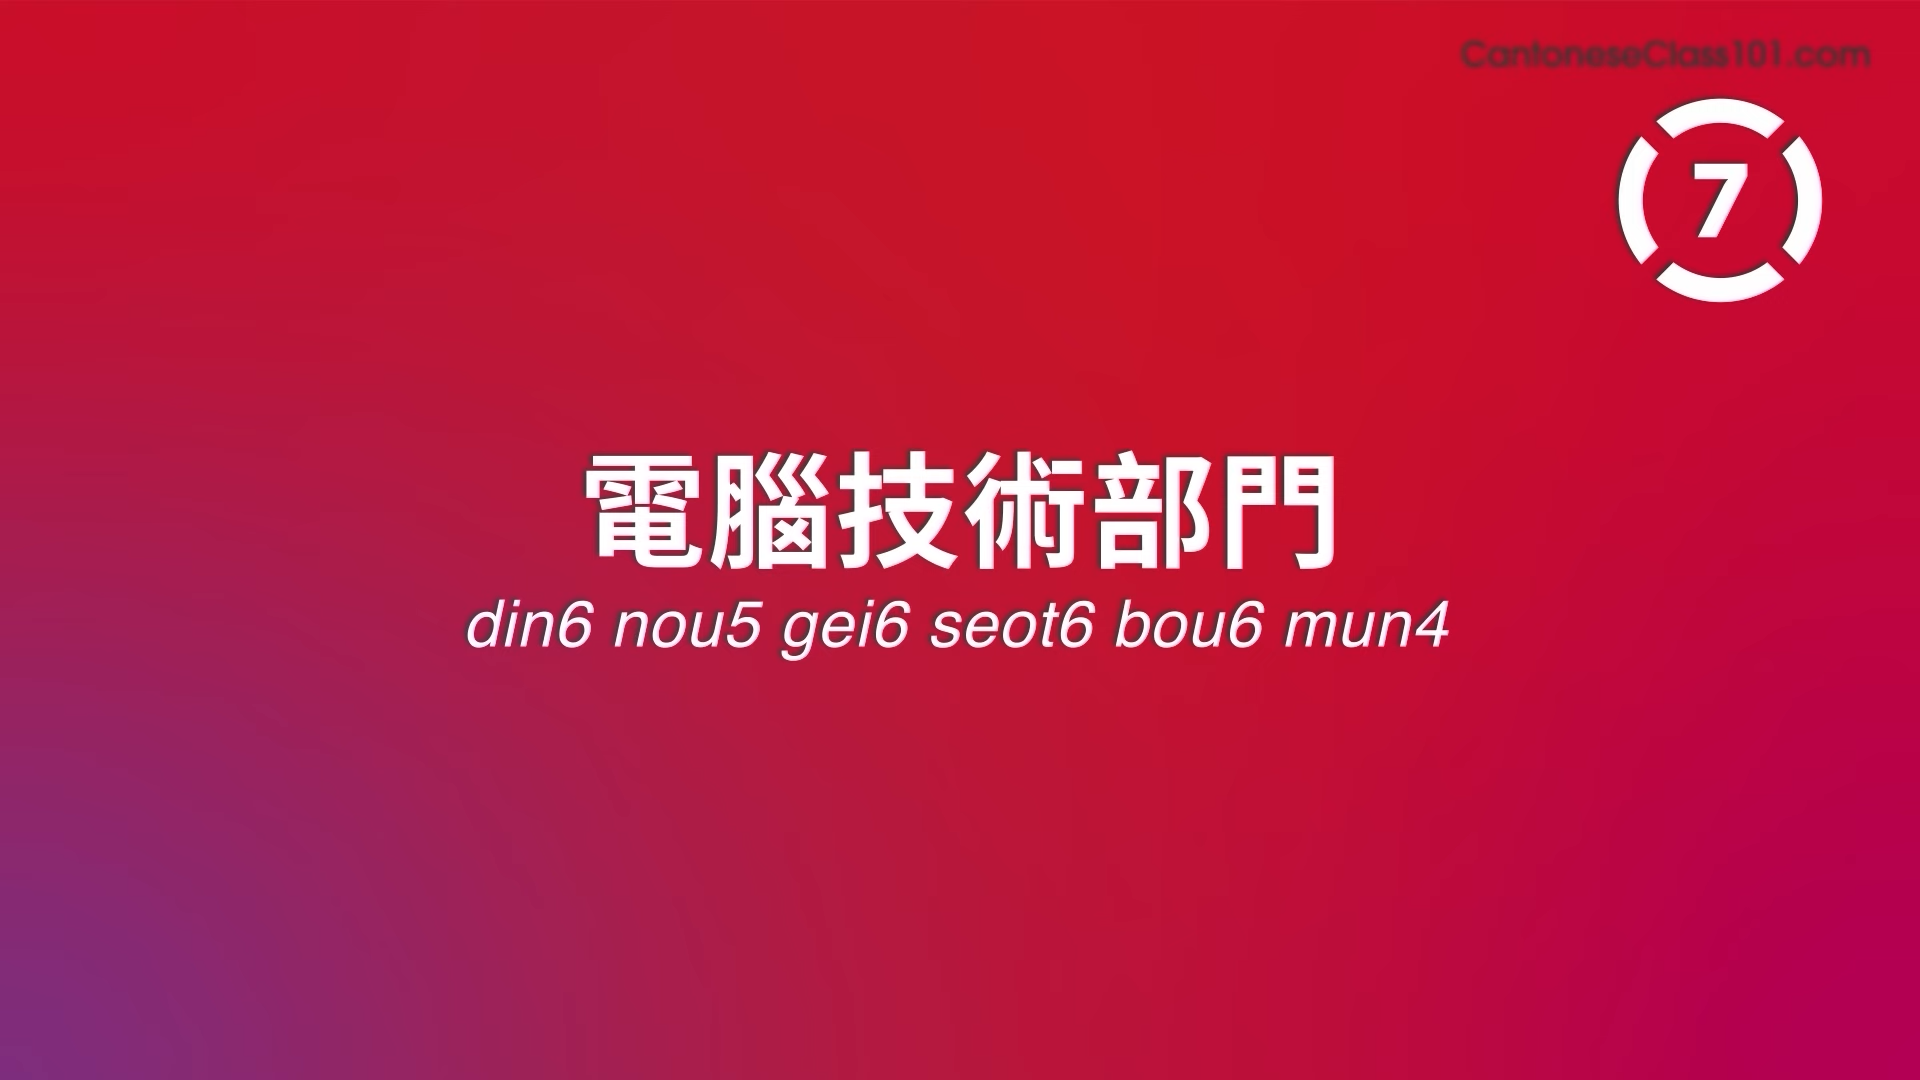 CantoneseClass101.com
7
電腦技術部門
din6 nou5 gei6 seot6 bou6 mun4